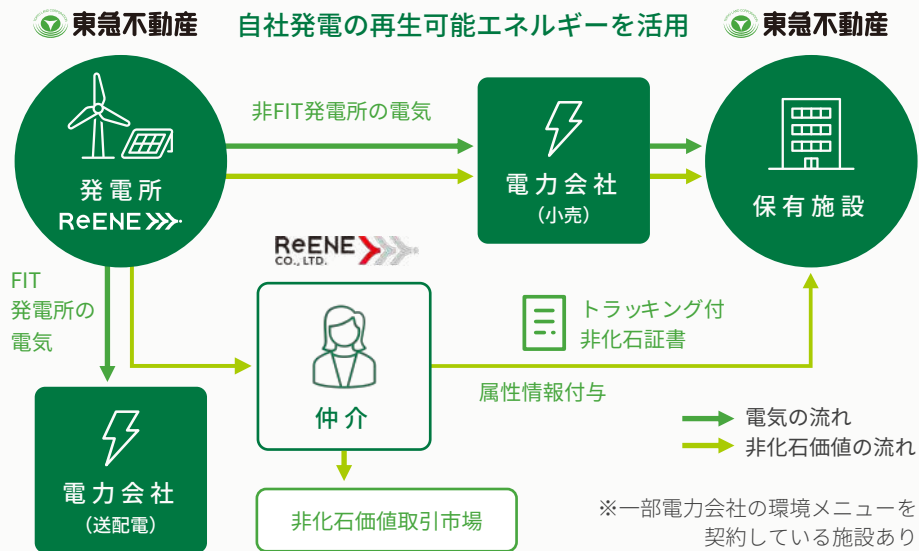 東急不動産
自社発電の再生可能エネルギーを活用
東急不動産
発電所
ReENE
非FIT発電所の電気
電力会社
(小売)
保有施設
FIT
発電所の
電気
ReENE
CO., LTD.
仲介
トラッキング付
非化石証書
属性情報付与
電力会社
(送配電)
非化石価値取引市場
電気の流れ
非化石価値の流れ
※一部電力会社の環境メニューを
契約している施設あり